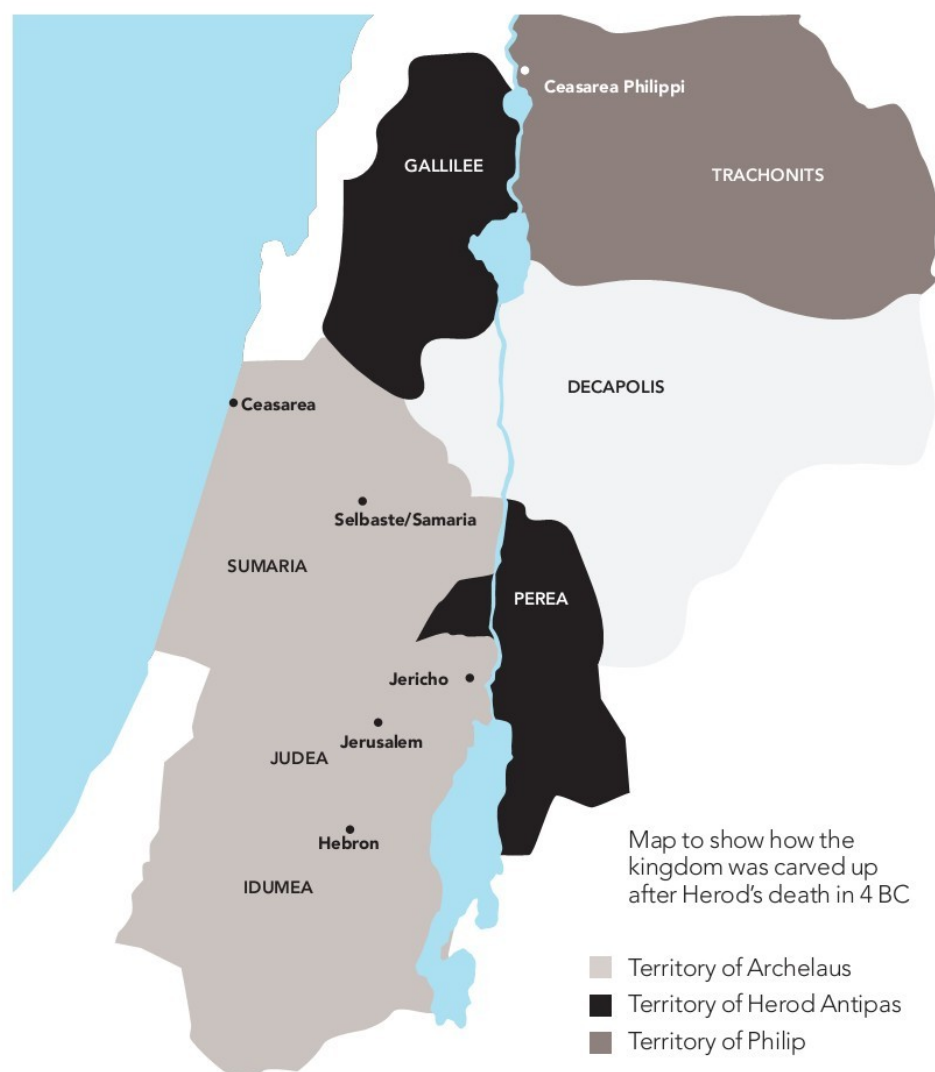 Ceasarea Philippi
GALLILEE
TRACHONITS
DECAPOLIS
Ceasarea
Selbaste/Samaria
SUMARIA
PEREA
Jericho
Jerusalem
JUDEA
Hebron
IDUMEA
Map to show how the
kingdom was carved up
after Herod’s death in 4 BC
Territory of Archelaus
Territory of Herod Antipas
Territory of Philip